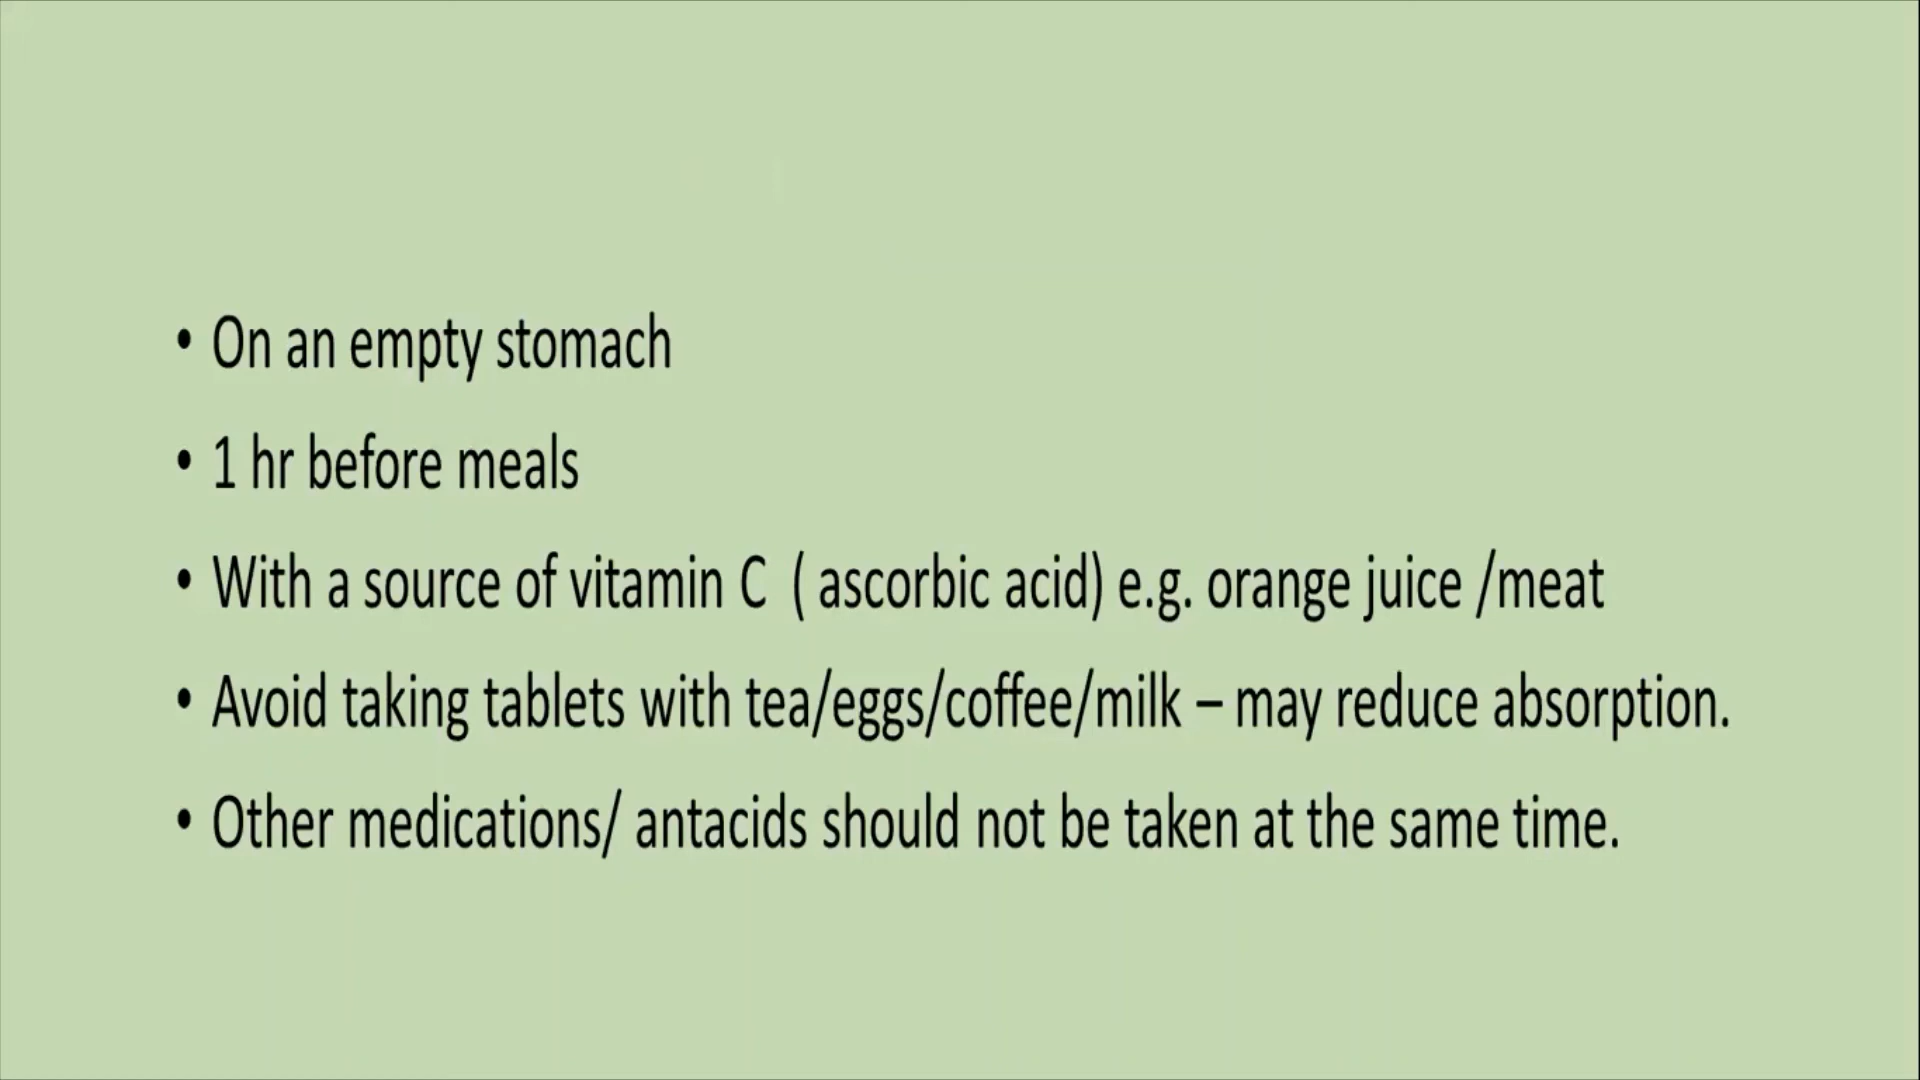 • On an empty stomach
• 1 hr before meals
• With a source of vitamin C ( ascorbic acid) e.g. orange juice /meat
• Avoid taking tablets with tea/eggs/coffee/milk – may reduce absorption.
• Other medications/ antacids should not be taken at the same time.